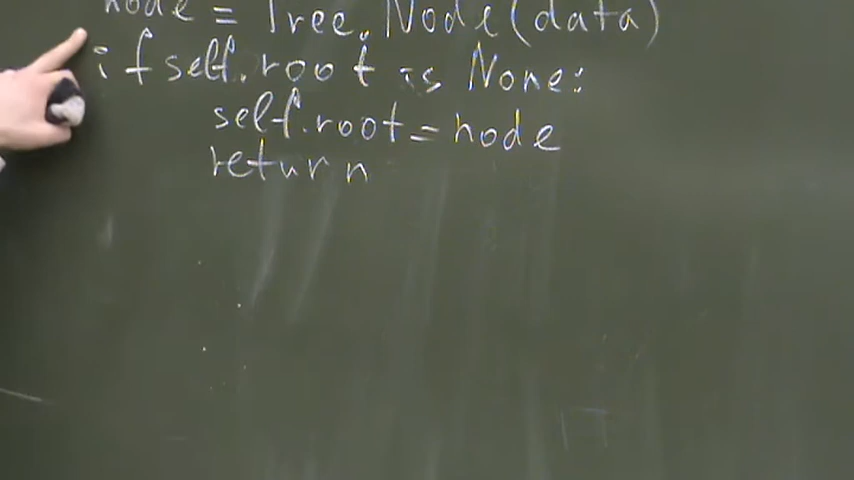 node = Tree.Node(data)
if self.root is None:
self.root = node
return